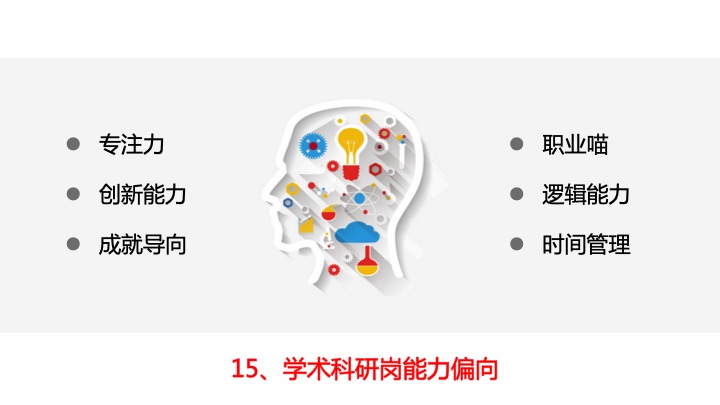 专注力
创新能力
成就导向
职业喵
逻辑能力
时间管理
15、学术科研岗能力偏向